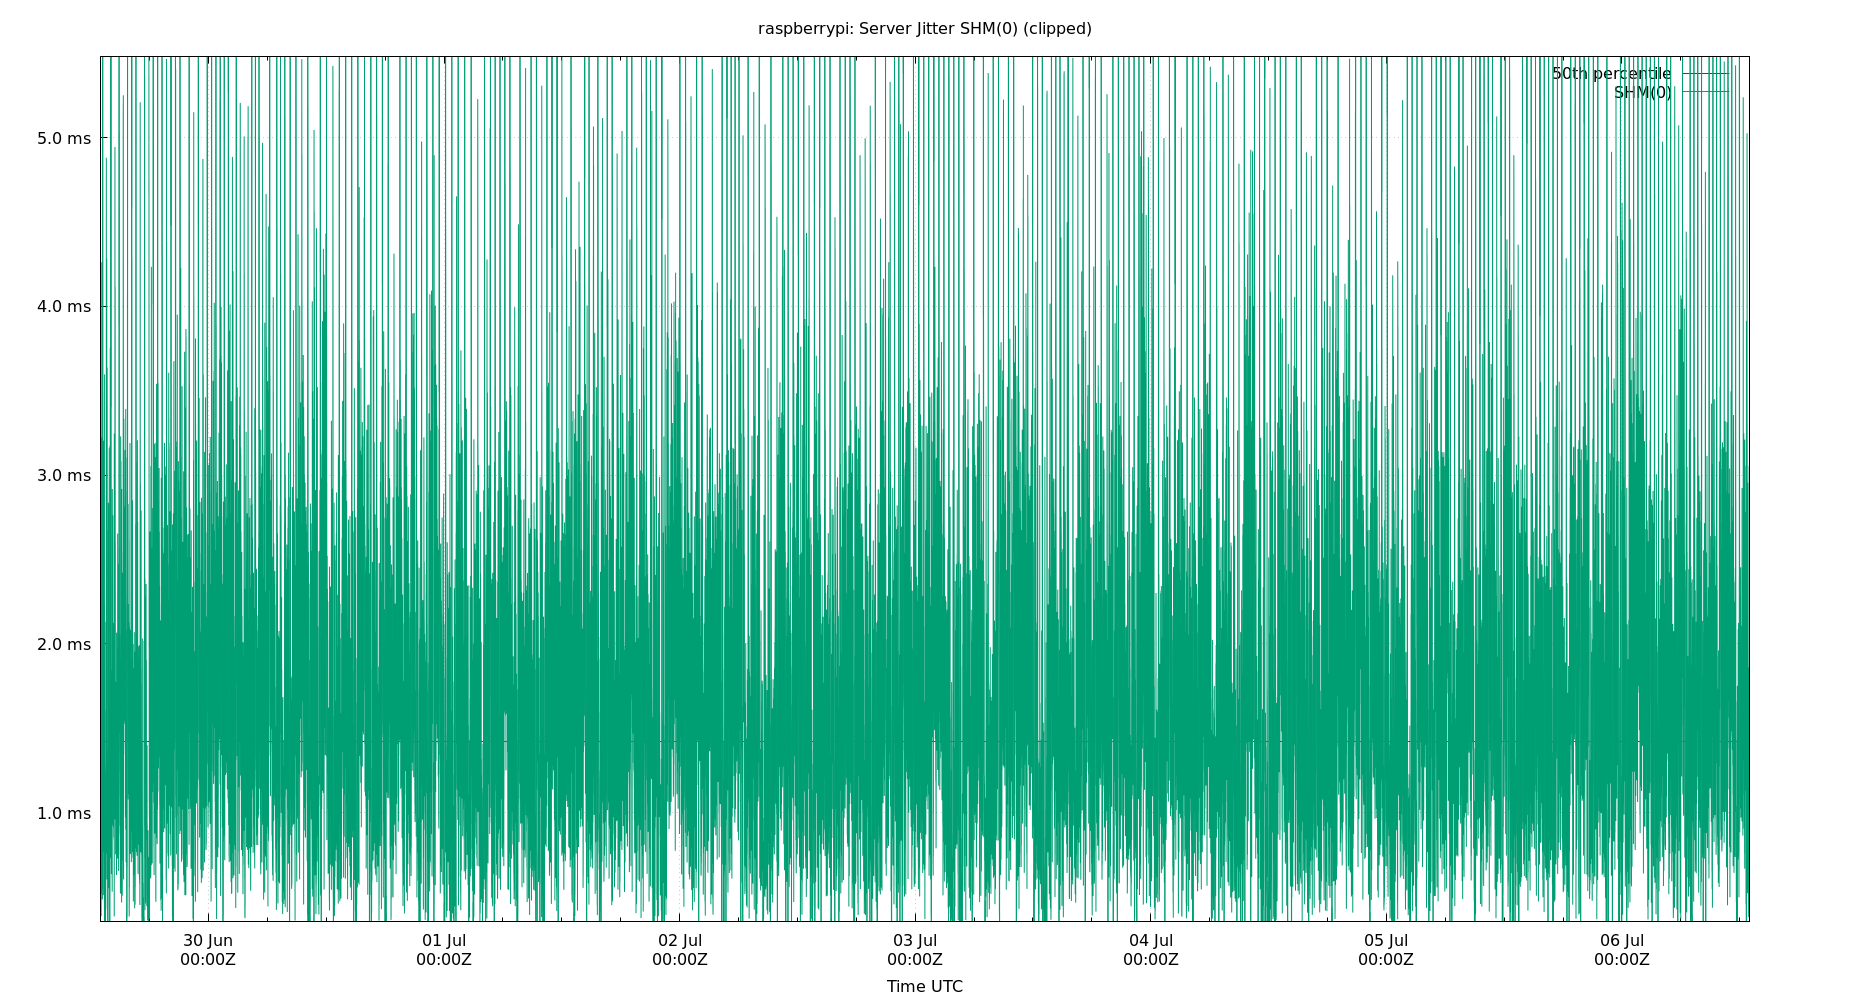 raspberrypi: Server Jitter SHM(0) (clipped)
50th percentile
SHM(0)
5.0 ms
4.0 ms
3.0 ms
2.0 ms
1.0 ms
30 Jun 01 Jul 02 Jul 03 Jul 04 Jul 05 Jul 06 Jul
00:00Z 00:00Z 00:00Z 00:00Z 00:00Z 00:00Z 00:00Z
Time UTC